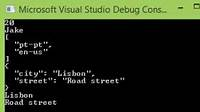 Microsoft Visual Studio Debug Cons...
20
Jake
[
"pt-pt",
"en-us"
]
{
"city": "Lisbon",
"street": "Road street"
}
Lisbon
Road street